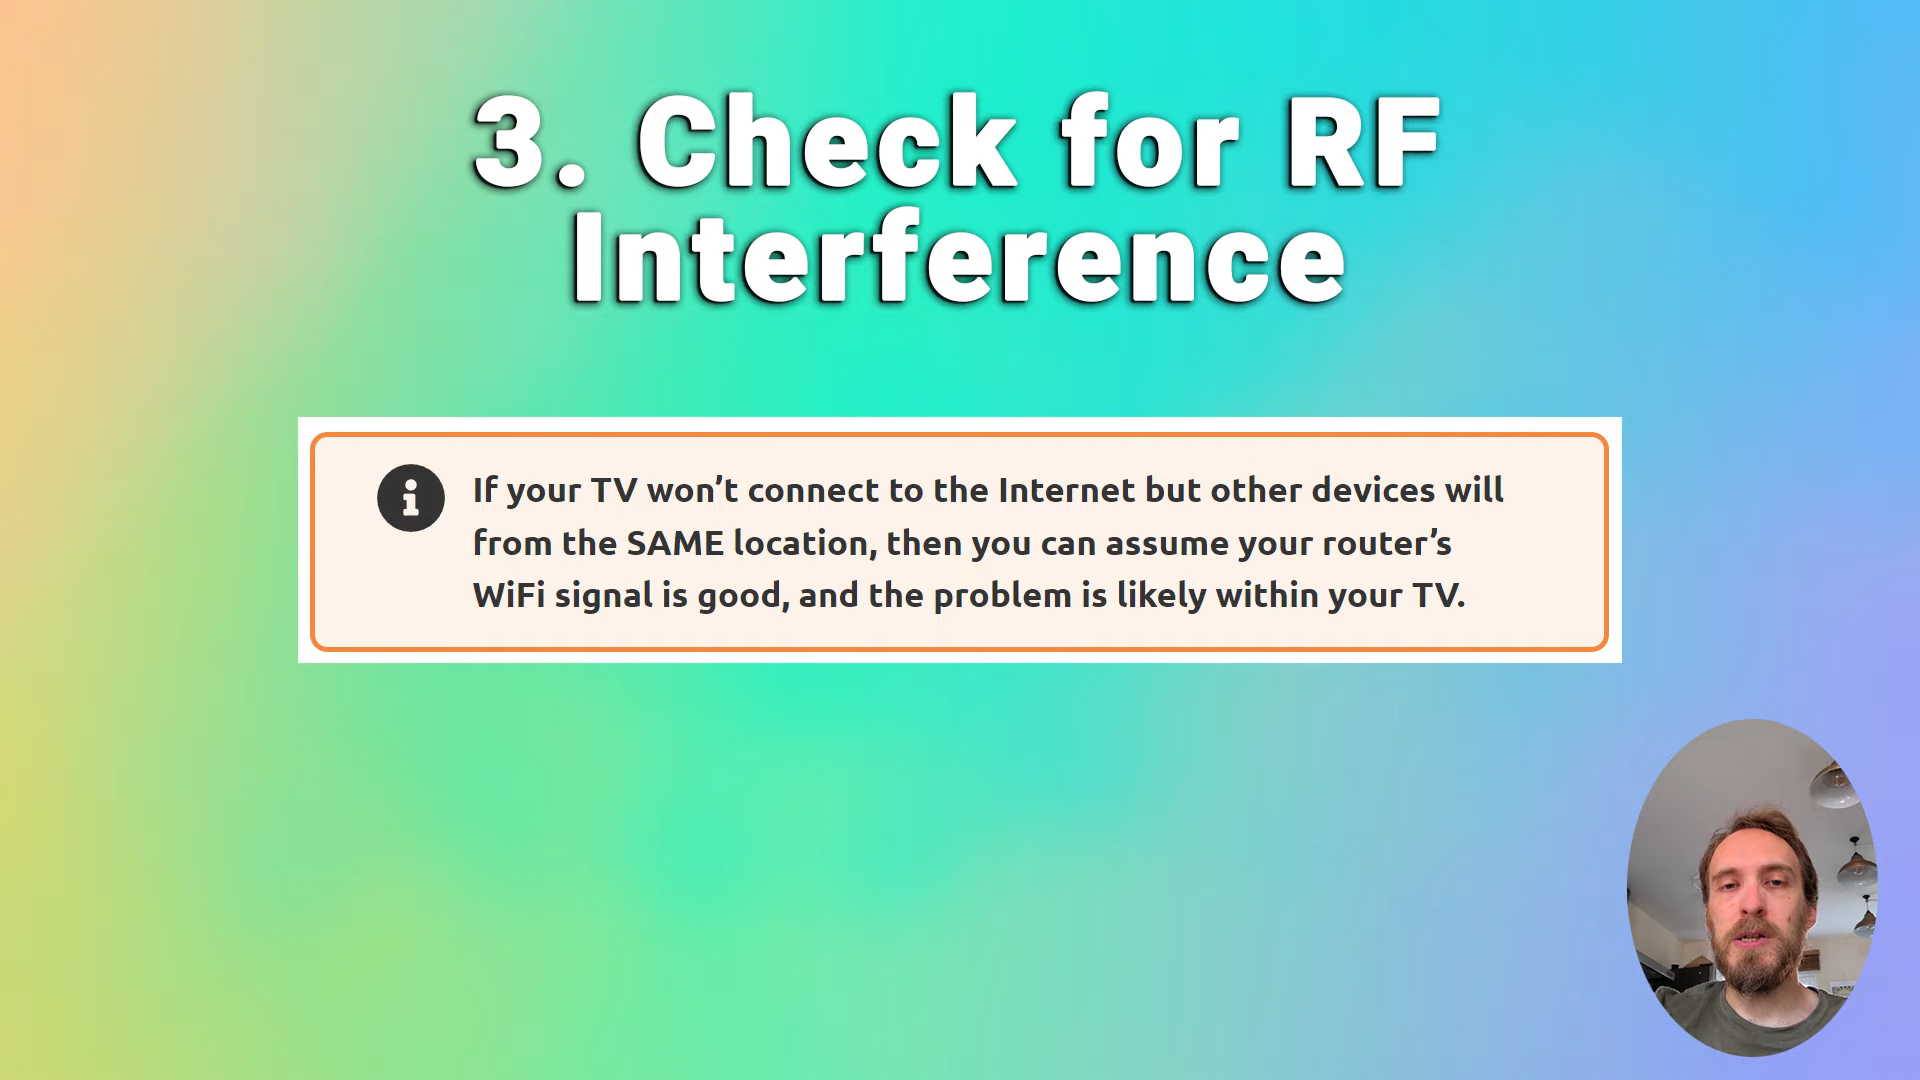 3. Check for RF
Interference
If your TV won’t connect to the Internet but other devices will
from the SAME location, then you can assume your router’s
WiFi signal is good, and the problem is likely within your TV.